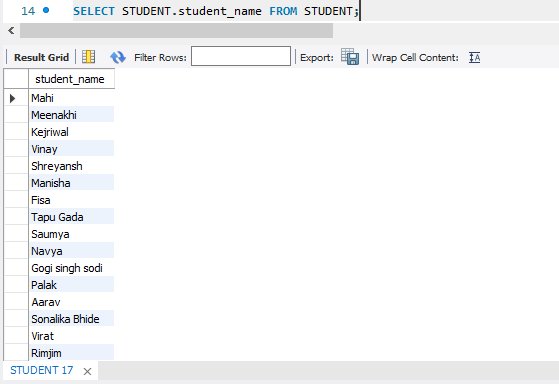 14 SELECT STUDENT.student_name FROM STUDENT;
Result Grid Filter Rows: Export: Wrap Cell Content: IA
student_name
Mahi
Meenakhi
Kejriwal
Vinay
Shreyansh
Manisha
Fisa
Tapu Gada
Saumya
Navya
Gogi singh sodi
Palak
Aarav
Sonalika Bhide
Virat
Rimjim
STUDENT 17